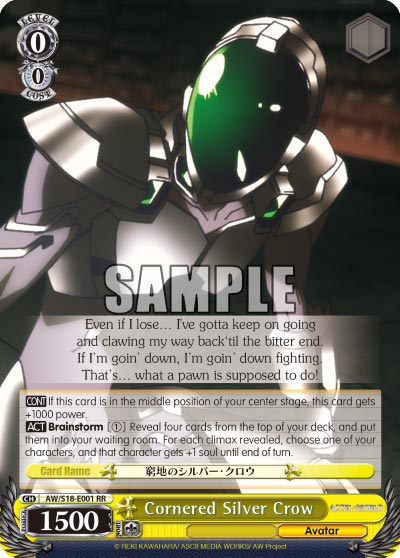 LEVEL
0
0
COST
SAMPLE
Even if I lose... I've gotta keep on going
and clawing my way back'til the bitter end.
If I'm goin' down, I'm goin' down fighting.
That's... what a pawn is supposed to do!
CONT If this card is in the middle position of your center stage, this card gets
+1000 power.
ACT Brainstorm [①] Reveal four cards from the top of your deck, and put
them into your waiting room. For each climax revealed, choose one of your
characters, and that character gets +1 soul until end of turn.
Card Name 窮地のシルバー・クロウ
CH AW/S18-E001 RR
POWER 1500 SOUL Cornered Silver Crow
Avatar
© REKI KAWAHARA/ ASCII MEDIA WORKS/ AW Project